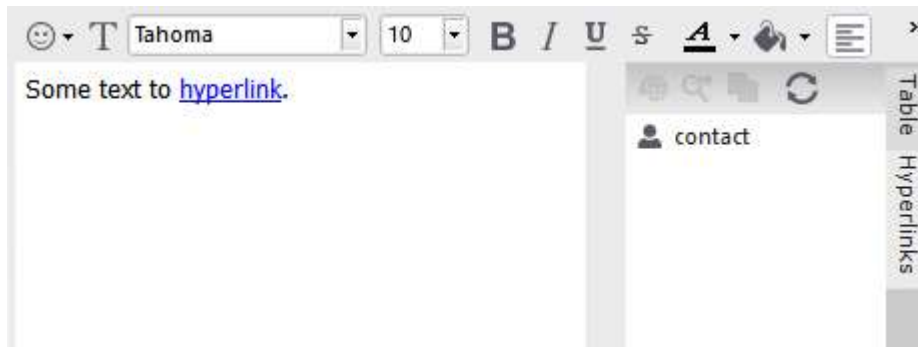 T Tahoma 10 B I U S A
Some text to hyperlink.
contact
Table
Hyperlinks